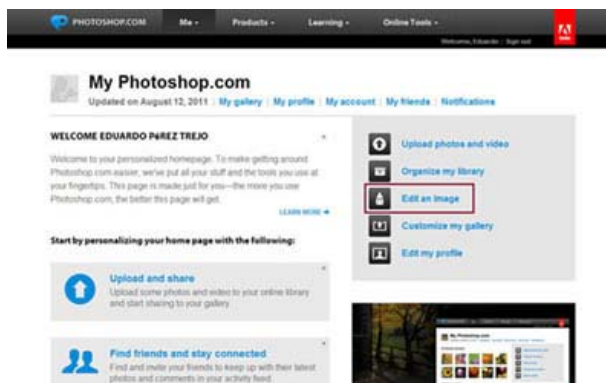 PHOTOSHOP.COM Me Products Learning Online Tools
Welcome, Eduardo Sign out
Adobe
My Photoshop.com
Updated on August 12, 2011 My gallery My profile My account My friends Notifications
WELCOME EDUARDO PéREZ TREJO
Welcome to your personalized homepage. To make getting around
Photoshop.com easier, we've put all your stuff and the tools you use at
your fingertips. This page is made just for you—the more you use
Photoshop.com, the better this page will get.
LEARN MORE
Start by personalizing your home page with the following:
Upload and share
Upload some photos and video to your online library
and start sharing to your gallery.
Find friends and stay connected
Find and invite your friends to keep up with their latest
photos and comments in your activity feed.
Upload photos and video
Organize my library
Edit an image
Customize my gallery
Edit my profile
My Photoshop.com